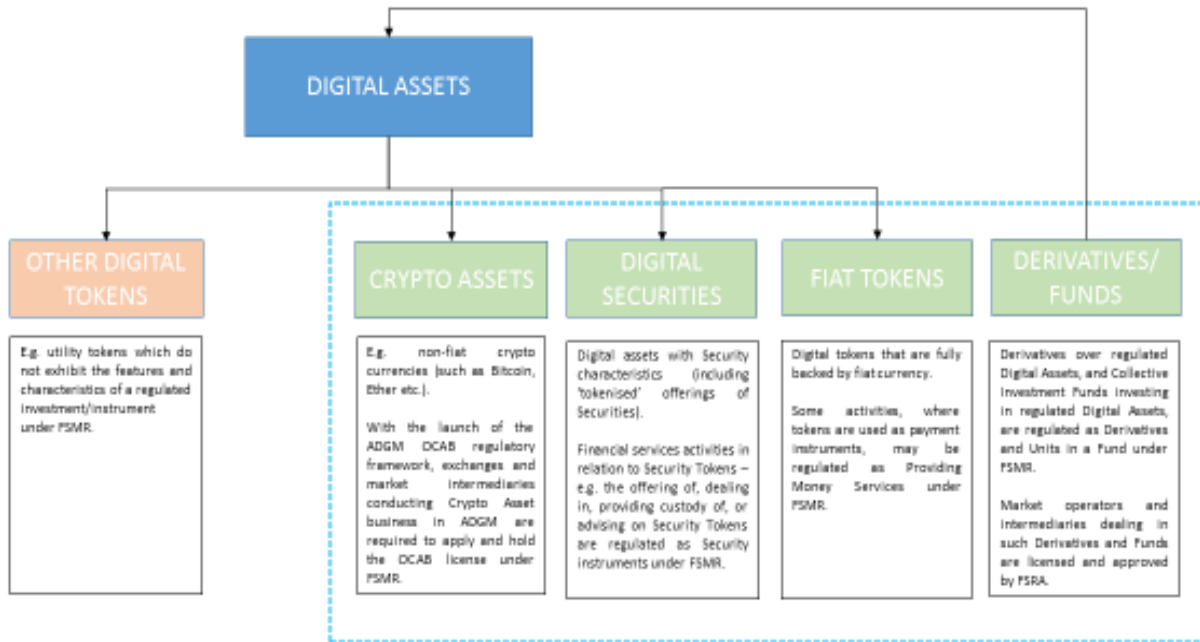 DIGITAL ASSETS
OTHER DIGITAL
TOKENS
E.g. utility tokens which do
not exhibit the features and
characteristics of a regulated
investment/instrument
under FSMR.
CRYPTO ASSETS
E.g. non-fiat crypto
currencies (such as Bitcoin,
Ether etc.).
With the launch of the
ADGM OCAB regulatory
framework, exchanges and
market intermediaries
conducting Crypto Asset
business in ADGM are
required to apply and hold
the OCAB license under
FSMR.
DIGITAL
SECURITIES
Digital assets with Security
characteristics (including
'tokenised' offerings of
Securities).
Financial services activities in
relation to Security Tokens –
e.g. the offering of, dealing
in, providing custody of, or
advising on Security Tokens
are regulated as Security
instruments under FSMR.
FIAT TOKENS
Digital tokens that are fully
backed by fiat currency.
Some activities, where
tokens are used as payment
instruments, may be
regulated as Providing
Money Services under
FSMR.
DERIVATIVES/
FUNDS
Derivatives over regulated
Digital Assets, and Collective
Investment Funds investing
in regulated Digital Assets,
are regulated as Derivatives
and Units in a Fund under
FSMR.
Market operators and
intermediaries dealing in
such Derivatives and Funds
are licensed and approved
by FSRA.